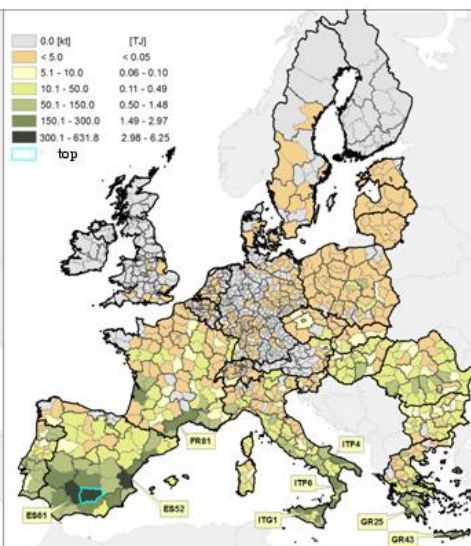 0.0 [kt] [TJ]
< 5.0 < 0.05
5.1 - 10.0 0.06 - 0.10
10.1 - 50.0 0.11 - 0.49
50.1 - 150.0 0.50 - 1.48
150.1 - 300.0 1.49 - 2.97
300.1 - 631.8 2.98 - 6.25
top
FR81
ITF4
ES52
ITF6
ES61
ITG1
GR25
GR43